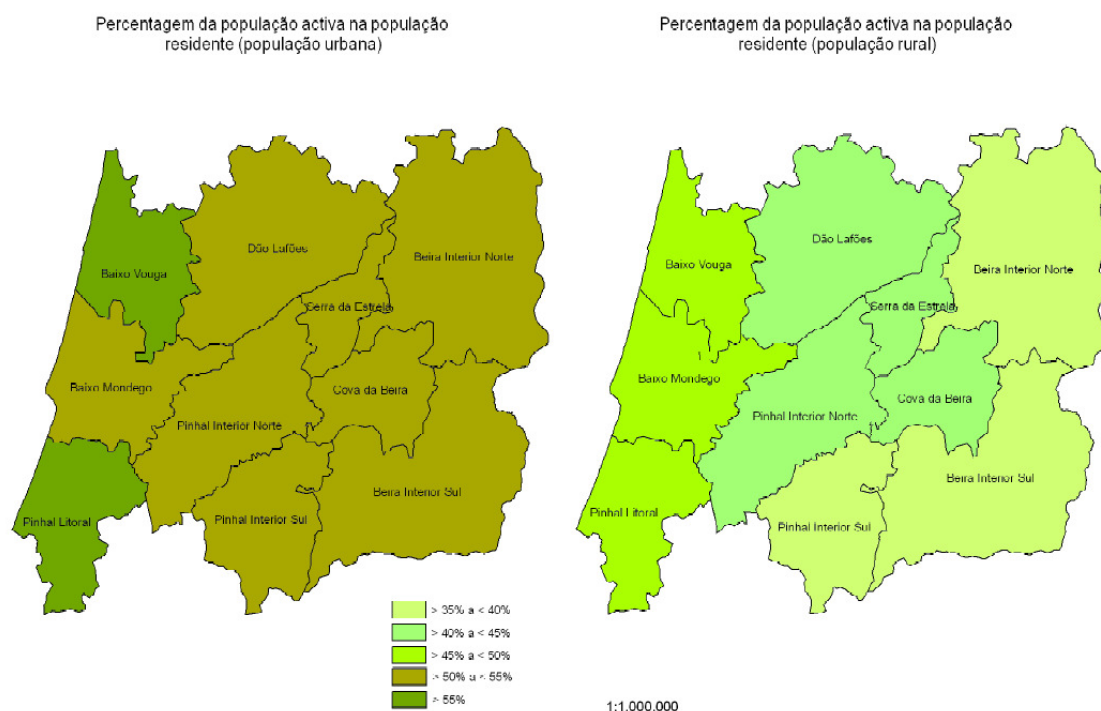 Percentagem da população activa na população
residente (população urbana)
Percentagem da população activa na população
residente (população rural)
Dão Lafões
Baixo Vouga
Beira Interior Norte
Serra da Estrela
Baixo Mondego
Cova da Beira
Pinhal Interior Norte
Beira Interior Sul
Pinhal Litoral
Pinhal Interior Sul
Dão Lafões
Baixo Vouga
Beira Interior Norte
Serra da Estrela
Baixo Mondego
Cova da Beira
Pinhal Interior Norte
Beira Interior Sul
Pinhal Litoral
Pinhal Interior Sul
> 35% a < 40%
> 40% a < 45%
> 45% a < 50%
> 50% a < 55%
> 55%
1:1.000.000